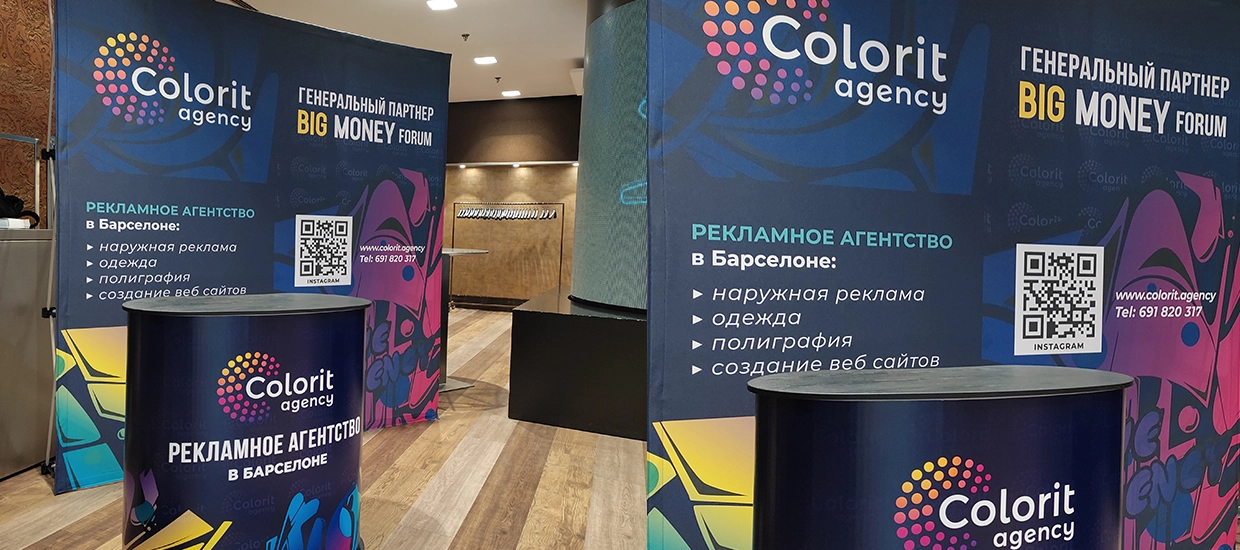 Colorit
agency
ГЕНЕРАЛЬНЫЙ ПАРТНЕР
BIG MONEY FORUM
РЕКЛАМНОЕ АГЕНТСТВО
в Барселоне:
▸ наружная реклама
▸ одежда
▸ полиграфия
▸ создание веб сайтов
INSTAGRAM
www.colorit.agency
Tel: 691 820 317
Colorit
agency
РЕКЛАМНОЕ АГЕНТСТВО
В БАРСЕЛОНЕ
Colorit
agency
ГЕНЕРАЛЬНЫЙ ПАРТНЕР
BIG MONEY FORUM
РЕКЛАМНОЕ АГЕНТСТВО
в Барселоне:
▸ наружная реклама
▸ одежда
▸ полиграфия
▸ создание веб сайтов
INSTAGRAM
www.colorit.agency
Tel: 691 820 317
Colorit
agency